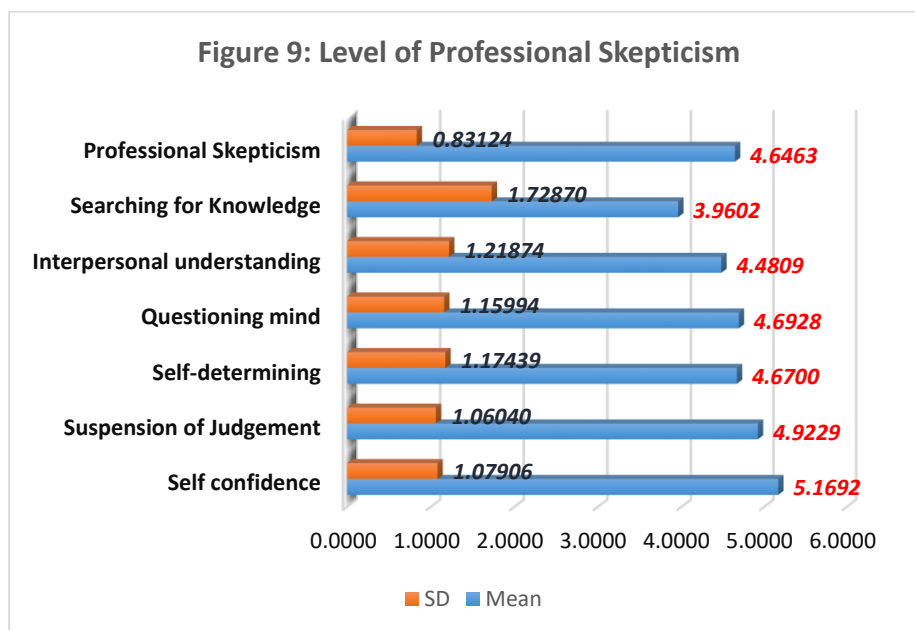 Figure 9: Level of Professional Skepticism
Professional Skepticism
0.83124
4.6463
Searching for Knowledge
1.72870
3.9602
Interpersonal understanding
1.21874
4.4809
Questioning mind
1.15994
4.6928
Self-determining
1.17439
4.6700
Suspension of Judgement
1.06040
4.9229
Self confidence
1.07906
5.1692
0.0000 1.0000 2.0000 3.0000 4.0000 5.0000 6.0000
SD Mean